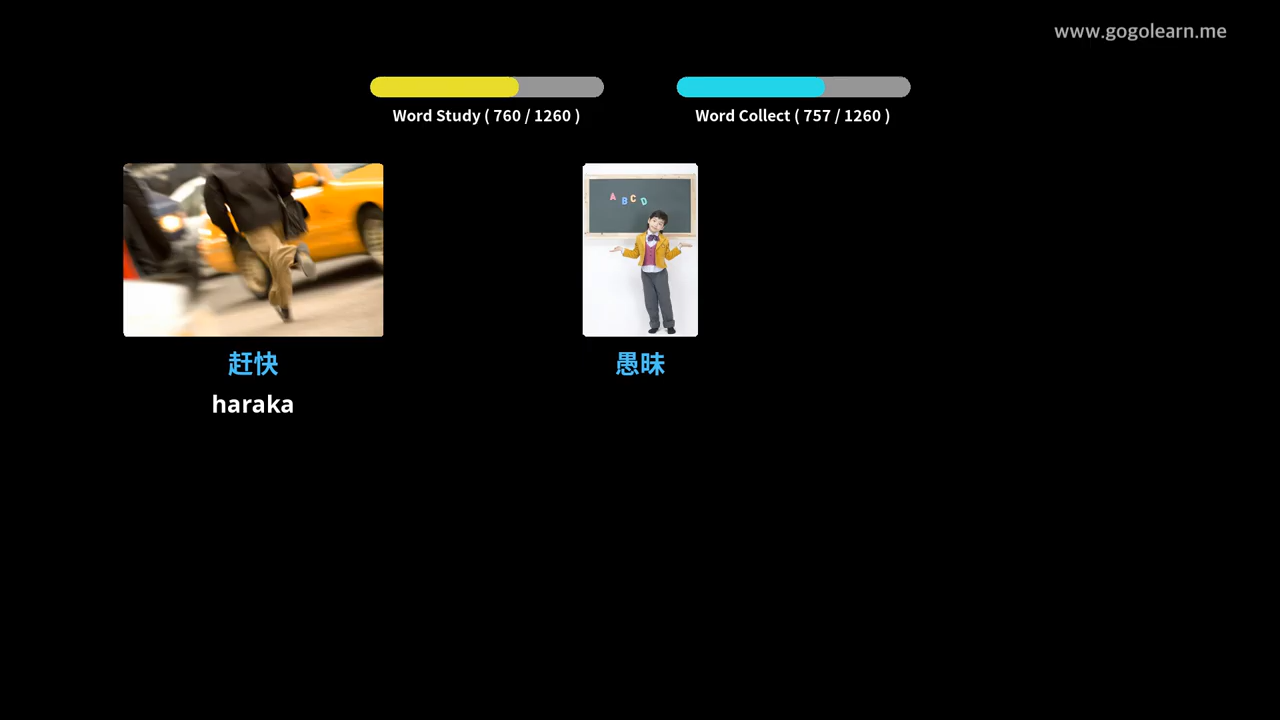 www.gogolearn.me
Word Study ( 760 / 1260 )
Word Collect ( 757 / 1260 )
A B C D
赶快
愚昧
haraka